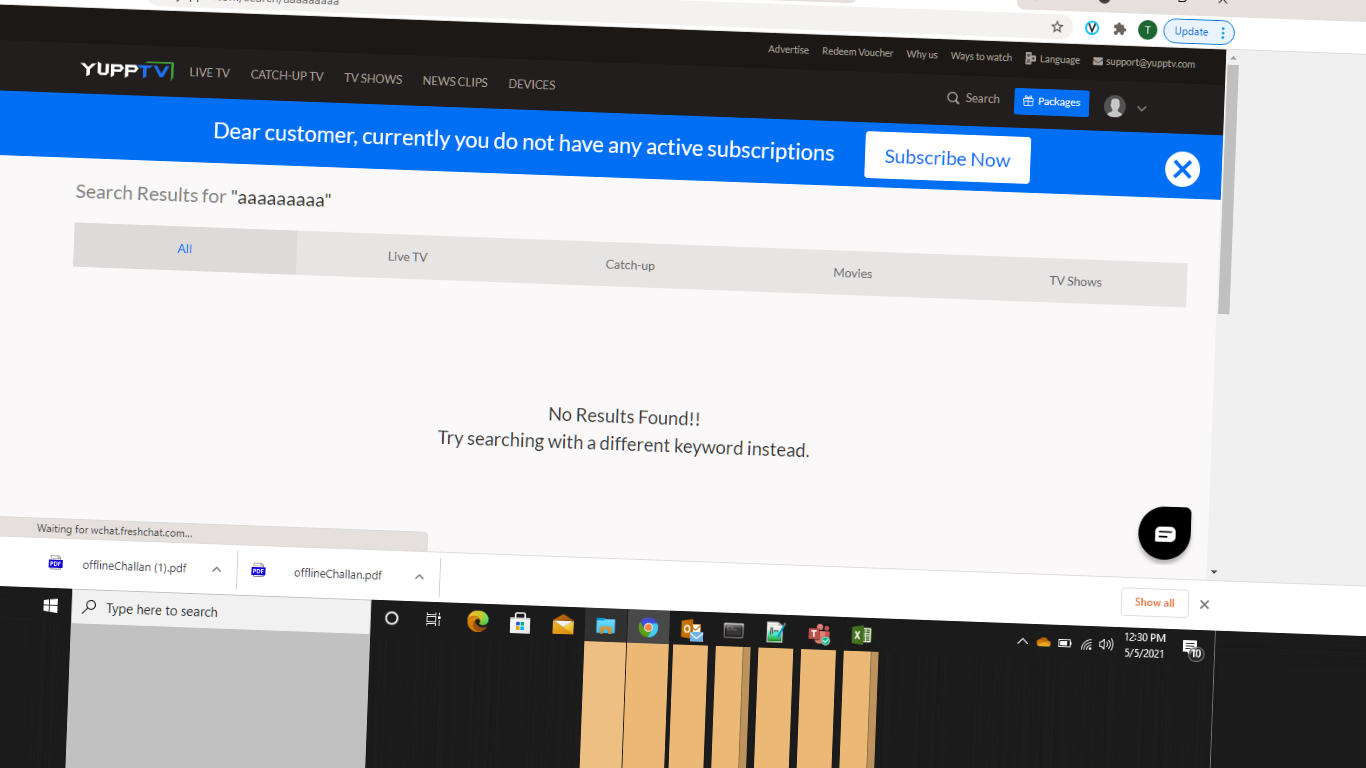 T
Update
Advertise
Redeem Voucher
Why us
Ways to watch
Language
support@yupptv.com
YUPPTV
LIVE TV
CATCH-UP TV
TV SHOWS
NEWS CLIPS
DEVICES
Search
Packages
Dear customer, currently you do not have any active subscriptions
Subscribe Now
Search Results for "aaaaaaaaa"
All
Live TV
Catch-up
Movies
TV Shows
No Results Found!!
Try searching with a different keyword instead.
Waiting for wchat.freshchat.com...
PDF
offlineChallan (1).pdf
PDF
offlineChallan.pdf
Show all
Type here to search
12:30 PM
5/5/2021
10